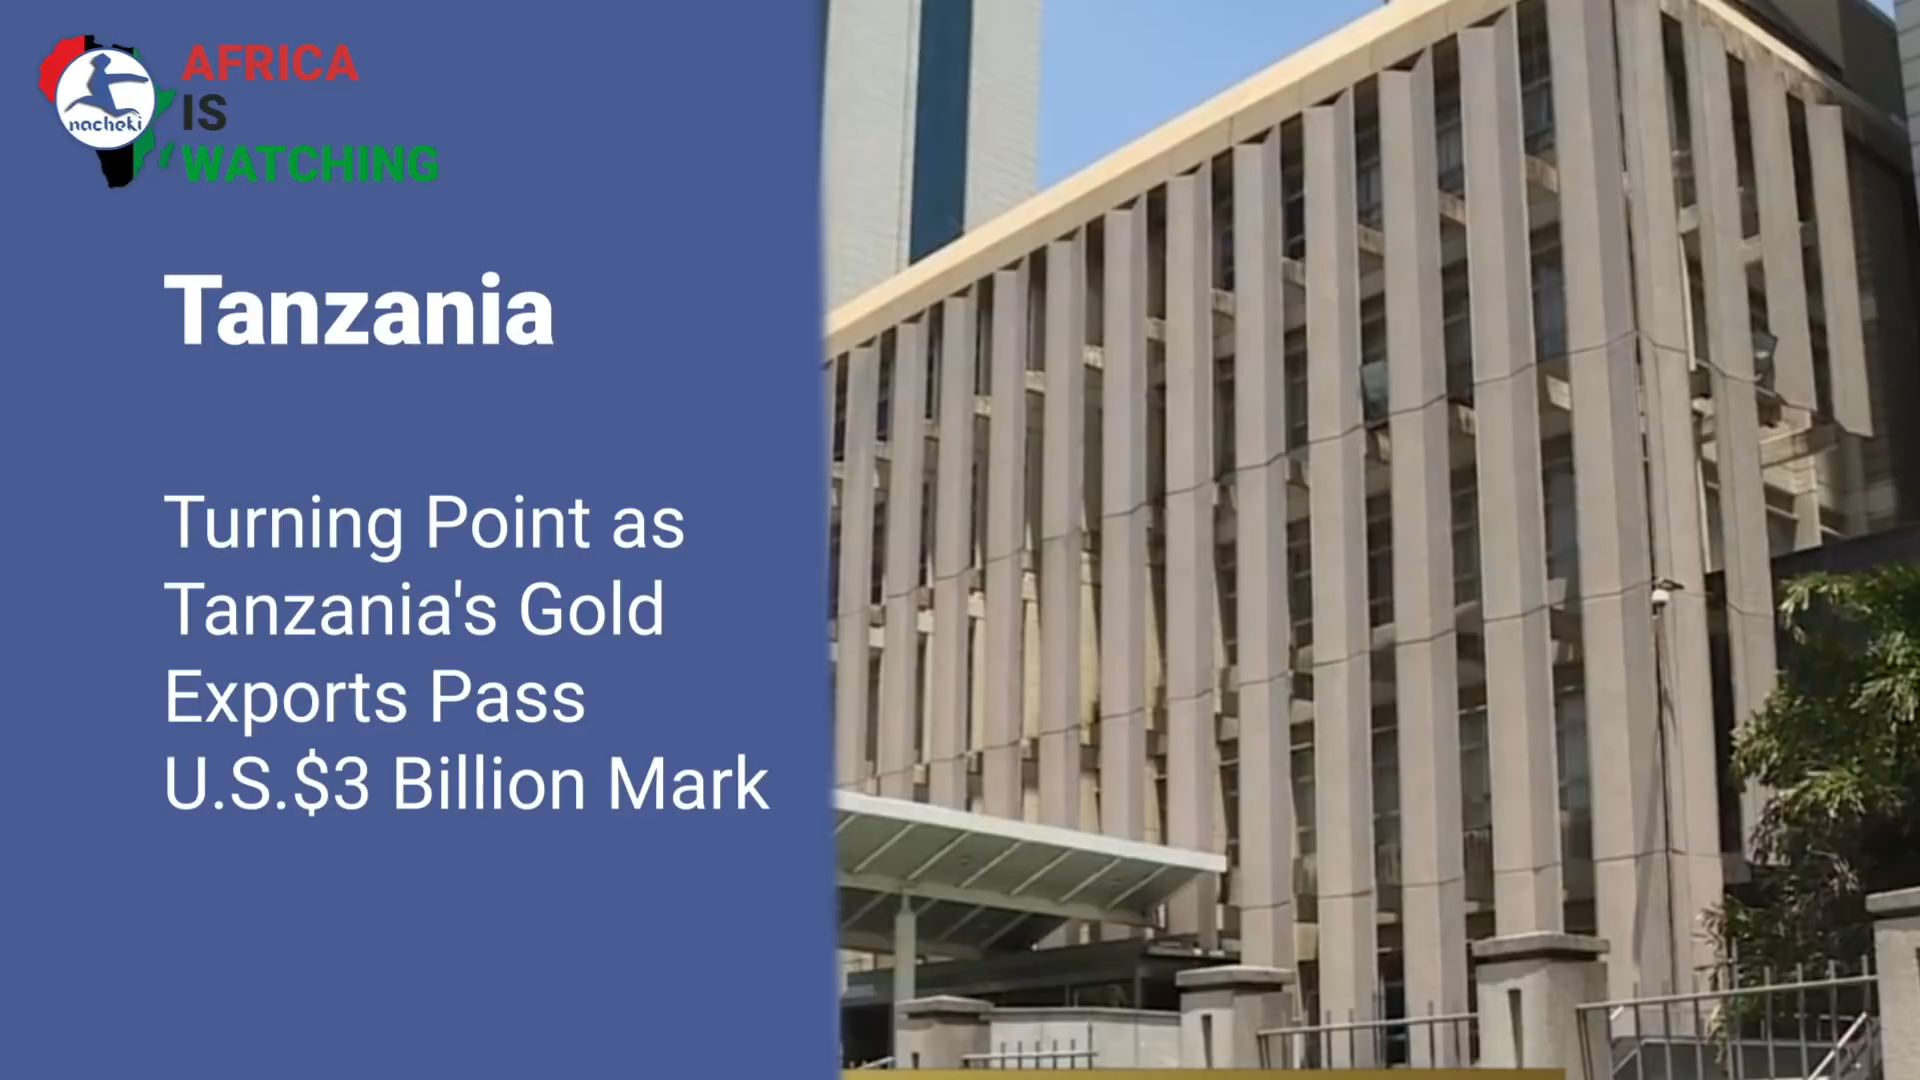 AFRICA
IS
WATCHING
nacheki
Tanzania
Turning Point as
Tanzania's Gold
Exports Pass
U.S.$3 Billion Mark